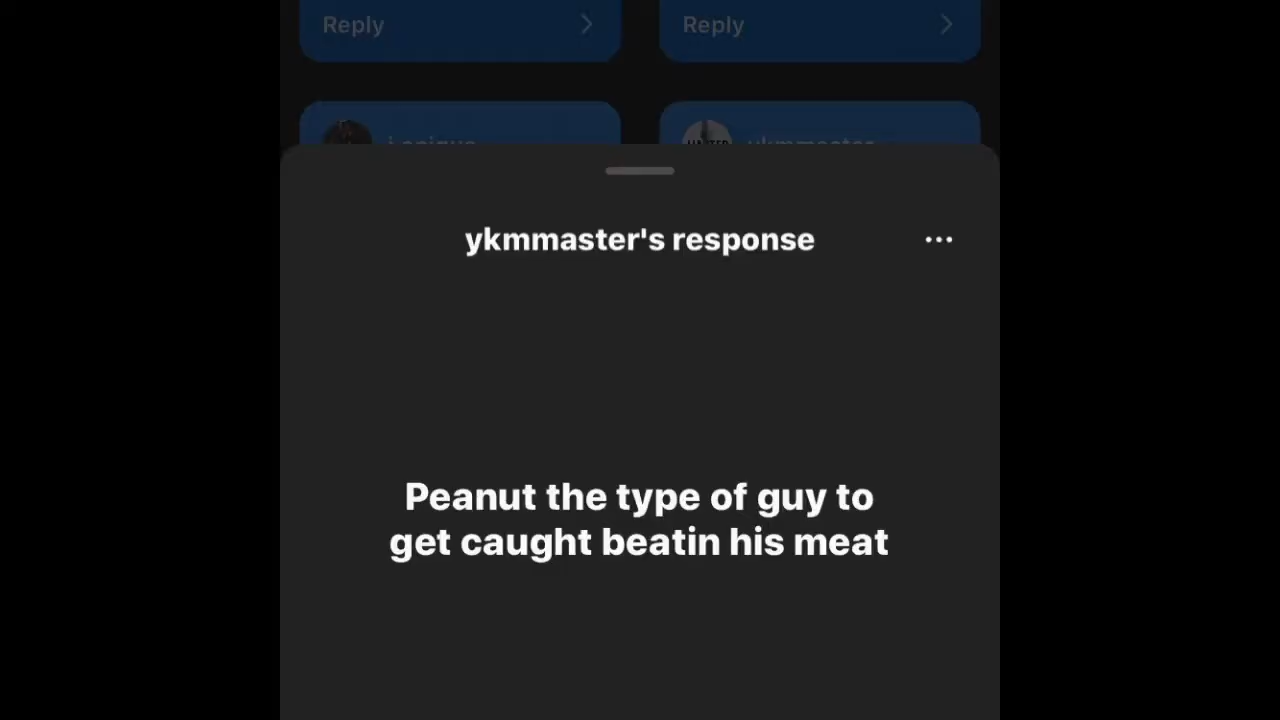 Reply
Reply
ykmmaster's response
Peanut the type of guy to
get caught beatin his meat